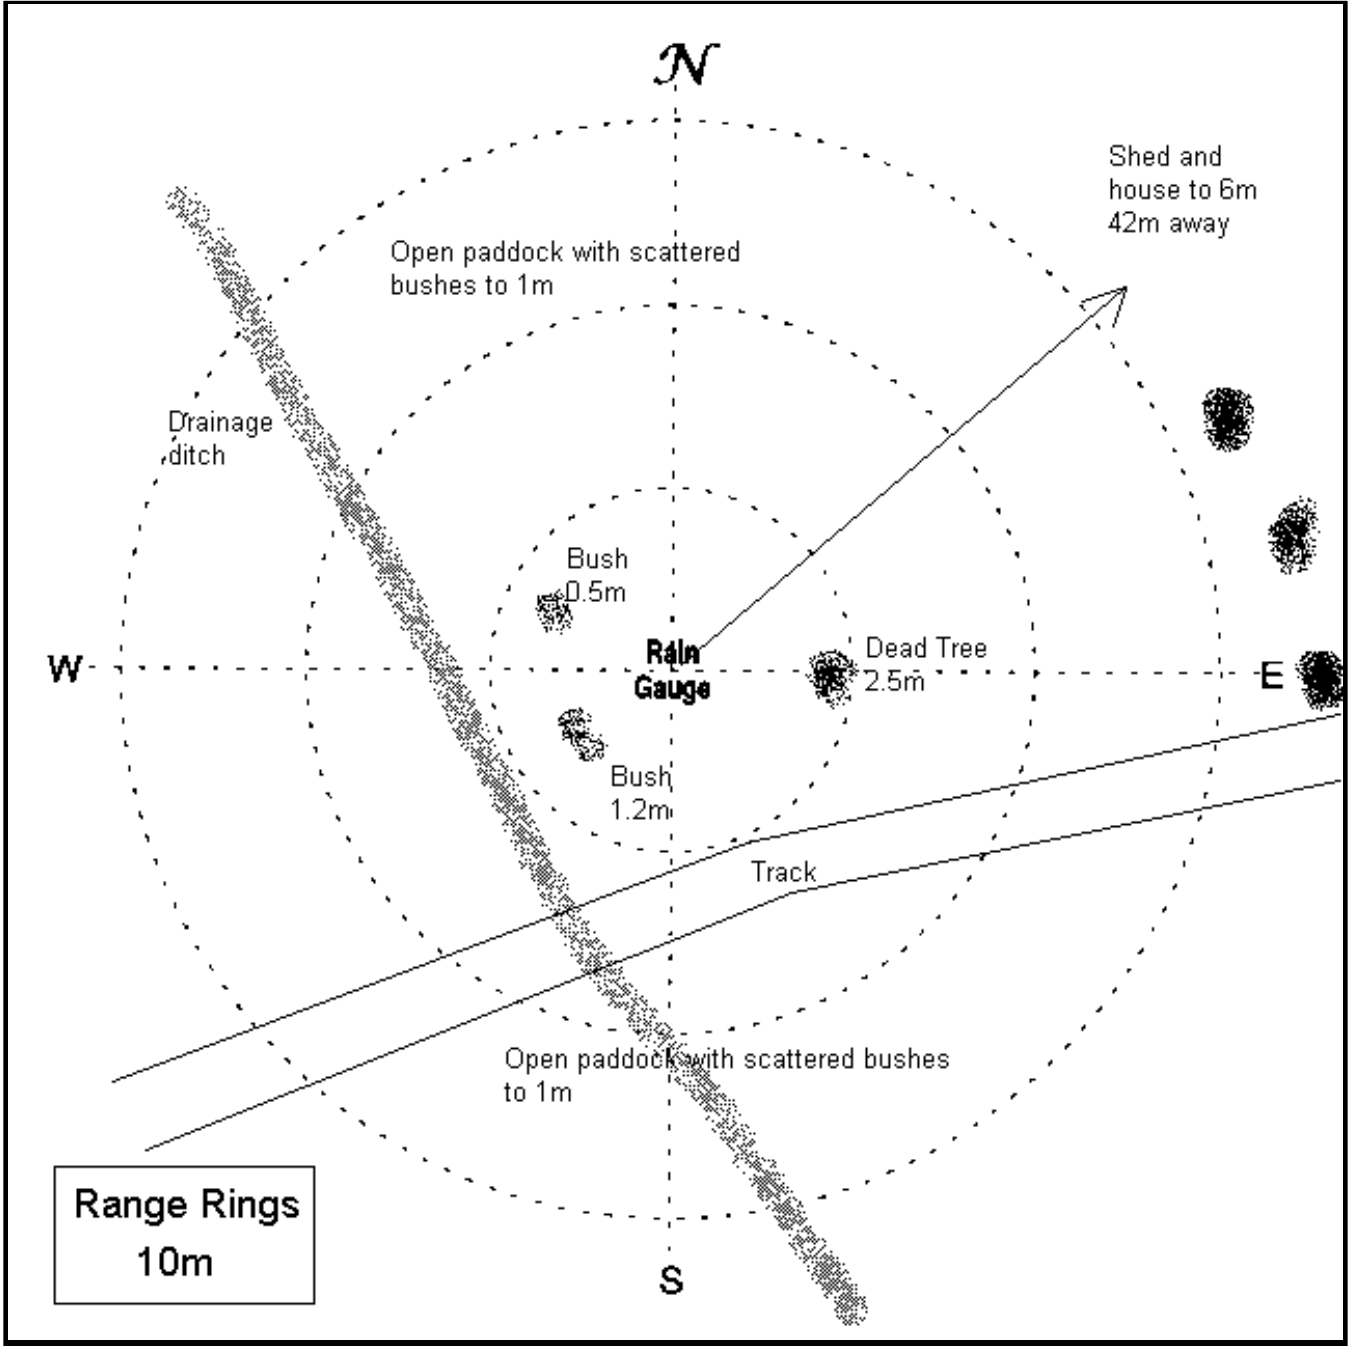 N
Shed and
house to 6m
42m away
Open paddock with scattered
bushes to 1m
Drainage
ditch
Bush
0.5m
W
Rain
Gauge
Dead Tree
2.5m
E
Bush
1.2m
Track
Open paddock with scattered bushes
to 1m
Range Rings
10m
S